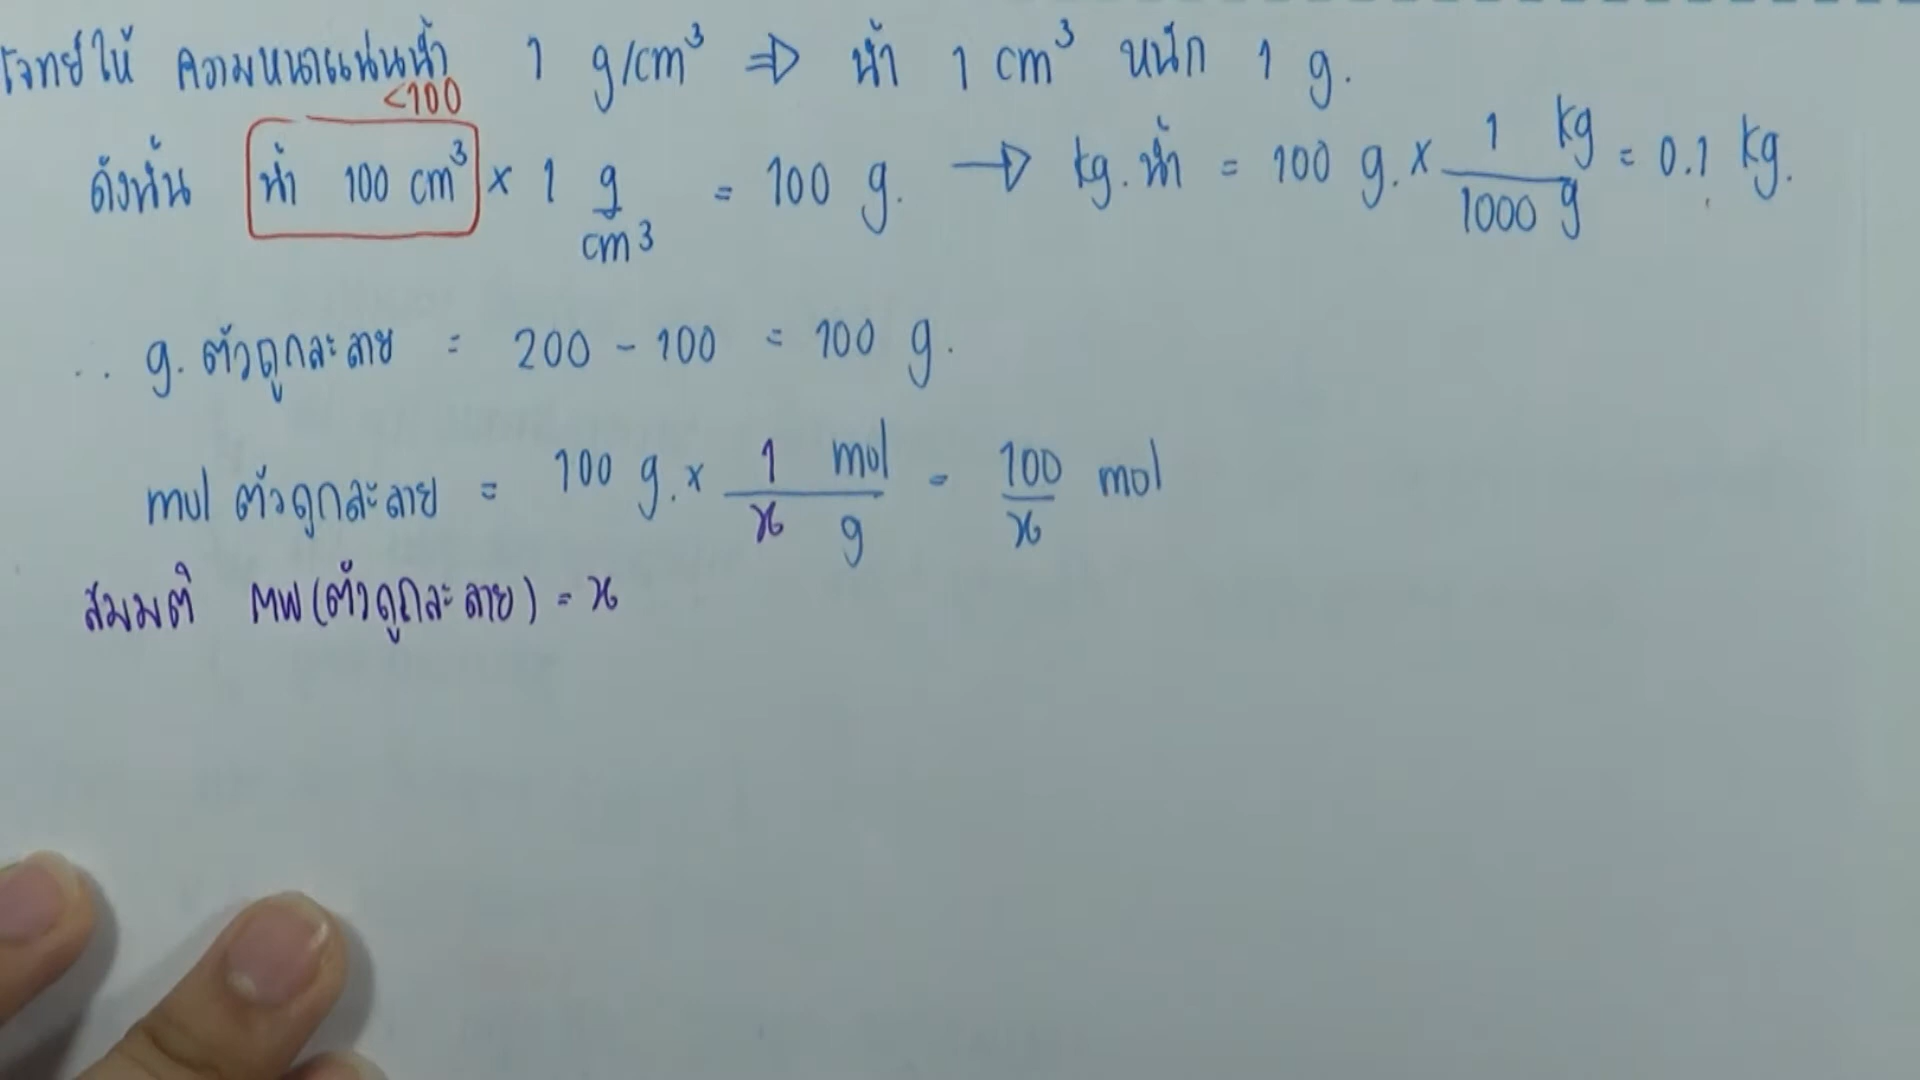 โจทย์ให้ ความหนาแน่นน้ำ 1 g/cm³ ⇒ น้ำ 1 cm³ หนัก 1 g.
<100
ดังนั้น น้ำ 100 cm³ × 1 g/cm³ = 100 g. → kg. น้ำ = 100 g. × 1 kg/1000 g = 0.1 kg.
∴ g. ตัวถูกละลาย = 200 - 100 = 100 g.
mol ตัวถูกละลาย = 100 g. × 1 mol/x g = 100/x mol
สมมติ MW (ตัวถูกละลาย) = x